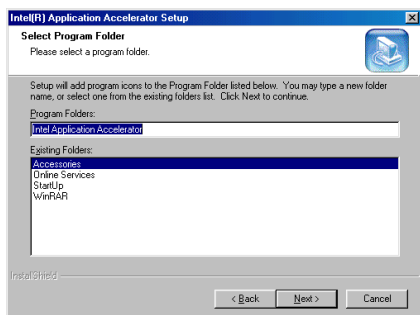 Intel(R) Application Accelerator Setup
Select Program Folder
Please select a program folder.
Setup will add program icons to the Program Folder listed below. You may type a new folder
name, or select one from the existing folders list. Click Next to continue.
Program Folders:
Intel Application Accelerator
Existing Folders:
Accessories
Online Services
StartUp
WinRAR
InstallShield
< Back
Next >
Cancel